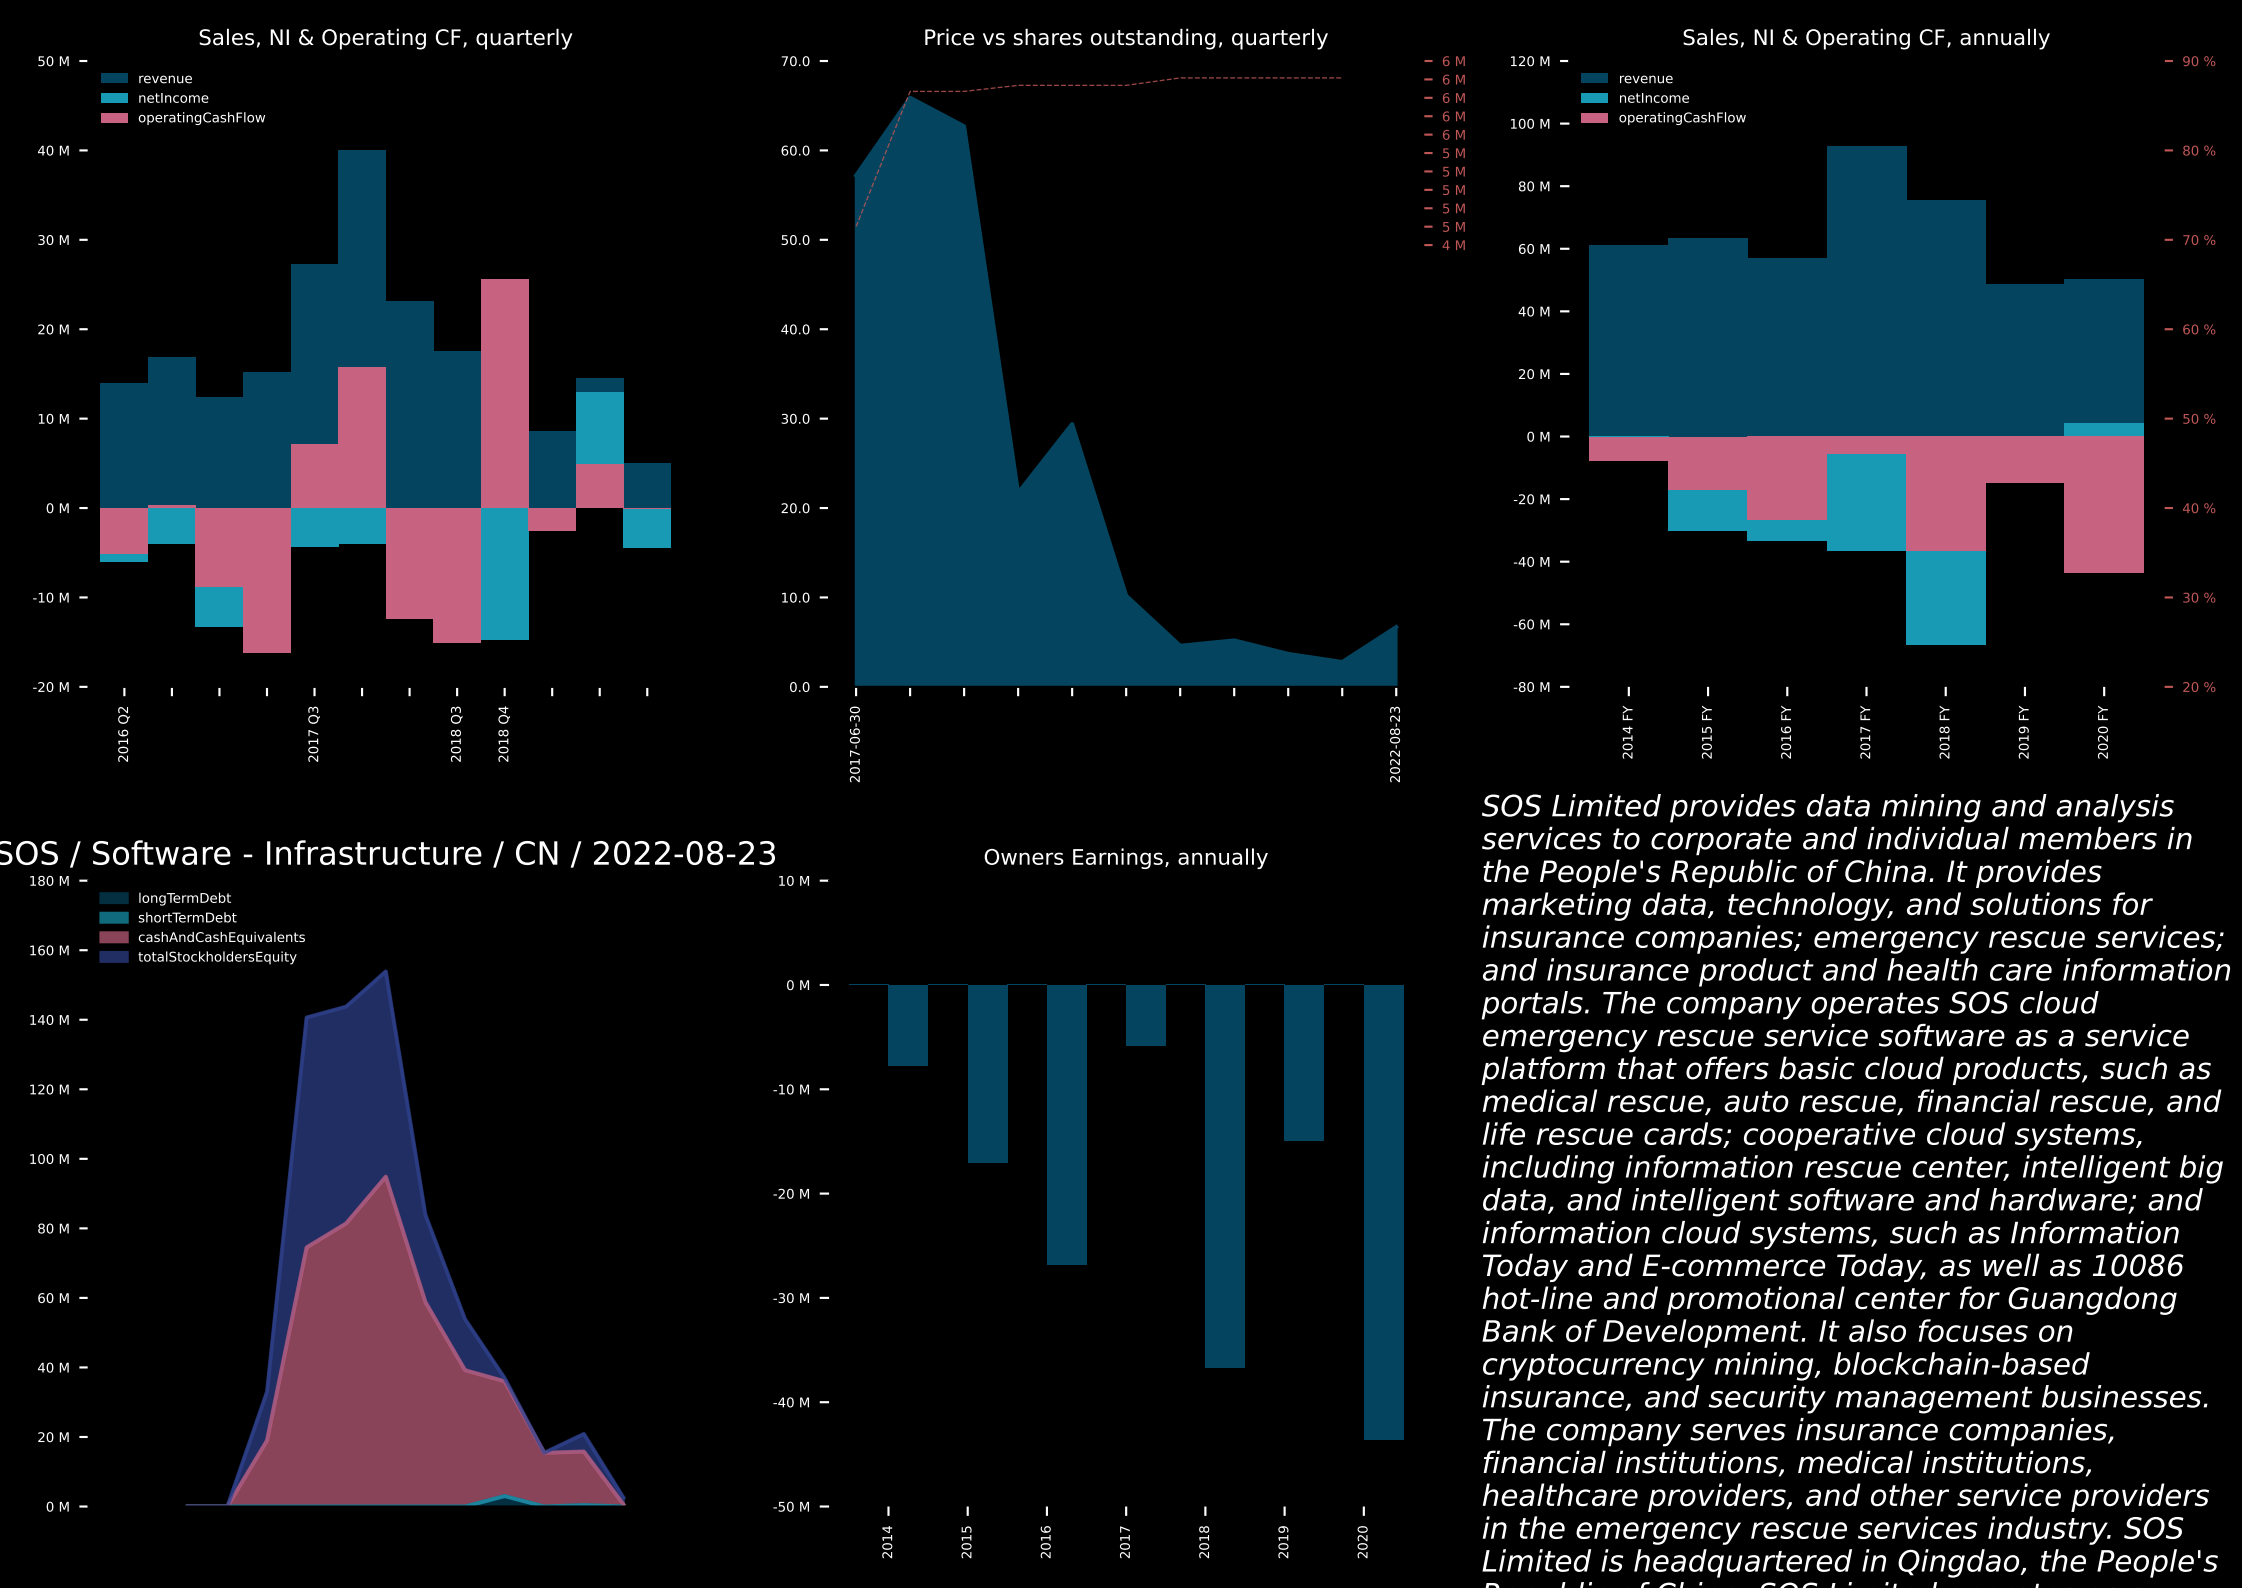 Sales, NI & Operating CF, quarterly
50 M
40 M
30 M
20 M
10 M
0 M
-10 M
-20 M
revenue
netIncome
operatingCashFlow
2016 Q2
2017 Q3
2018 Q3
2018 Q4
Price vs shares outstanding, quarterly
70.0
60.0
50.0
40.0
30.0
20.0
10.0
0.0
6 M
6 M
6 M
6 M
6 M
5 M
5 M
5 M
5 M
5 M
4 M
2017-06-30
2022-08-23
Sales, NI & Operating CF, annually
120 M
100 M
80 M
60 M
40 M
20 M
0 M
-20 M
-40 M
-60 M
-80 M
revenue
netIncome
operatingCashFlow
90 %
80 %
70 %
60 %
50 %
40 %
30 %
20 %
2014 FY
2015 FY
2016 FY
2017 FY
2018 FY
2019 FY
2020 FY
SOS / Software - Infrastructure / CN / 2022-08-23
180 M
160 M
140 M
120 M
100 M
80 M
60 M
40 M
20 M
0 M
longTermDebt
shortTermDebt
cashAndCashEquivalents
totalStockholdersEquity
Owners Earnings, annually
10 M
0 M
-10 M
-20 M
-30 M
-40 M
-50 M
2014
2015
2016
2017
2018
2019
2020
SOS Limited provides data mining and analysis
services to corporate and individual members in
the People's Republic of China. It provides
marketing data, technology, and solutions for
insurance companies; emergency rescue services;
and insurance product and health care information
portals. The company operates SOS cloud
emergency rescue service software as a service
platform that offers basic cloud products, such as
medical rescue, auto rescue, financial rescue, and
life rescue cards; cooperative cloud systems,
including information rescue center, intelligent big
data, and intelligent software and hardware; and
information cloud systems, such as Information
Today and E-commerce Today, as well as 10086
hot-line and promotional center for Guangdong
Bank of Development. It also focuses on
cryptocurrency mining, blockchain-based
insurance, and security management businesses.
The company serves insurance companies,
financial institutions, medical institutions,
healthcare providers, and other service providers
in the emergency rescue services industry. SOS
Limited is headquartered in Qingdao, the People's